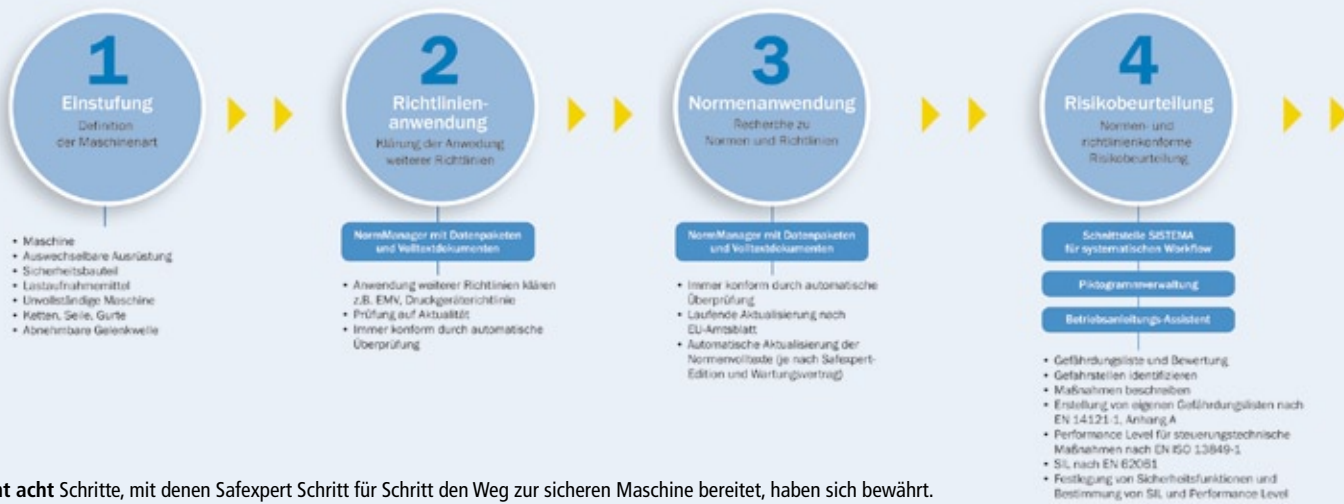 1
Einstufung
Definition
der Maschinenart
• Maschine
• Auswechselbare Ausrüstung
• Sicherheitsbauteil
• Lastaufnahmemittel
• Unvollständige Maschine
• Ketten, Seile, Gurte
• Abnehmbare Gelenkwelle
2
Richtlinien-
anwendung
Klärung der Anwedung
weiterer Richtlinien
NormManager mit Datenpaketen
und Volltextdokumenten
• Anwendung weiterer Richtlinien klären
z.B. EMV, Druckgeräterichtlinie
• Prüfung auf Aktualität
• Immer konform durch automatische
Überprüfung
3
Normenanwendung
Recherche zu
Normen und Richtlinien
NormManager mit Datenpaketen
und Volltextdokumenten
• Immer konform durch automatische
Überprüfung
• Laufende Aktualisierung nach
EU-Amtsblatt
• Automatische Aktualisierung der
Normenvolltexte (je nach Safexpert-
Edition und Wartungsvertrag)
4
Risikobeurteilung
Normen- und
richtlinienkonforme
Risikobeurteilung
Schnittstelle SISTEMA
für systematischen Workflow
Piktogrammverwaltung
Betriebsanleitungs-Assistent
• Gefährdungsliste und Bewertung
• Gefahrstellen identifizieren
• Maßnahmen beschreiben
• Erstellung von eigenen Gefährdungslisten nach
EN 14121-1, Anhang A
• Performance Level für steuerungstechnische
Maßnahmen nach EN ISO 13849-1
• SIL nach EN 62061
• Festlegung von Sicherheitsfunktionen und
Bestimmung von SIL und Performance Level
acht Schritte, mit denen Safexpert Schritt für Schritt den Weg zur sicheren Maschine bereitet, haben sich bewährt.